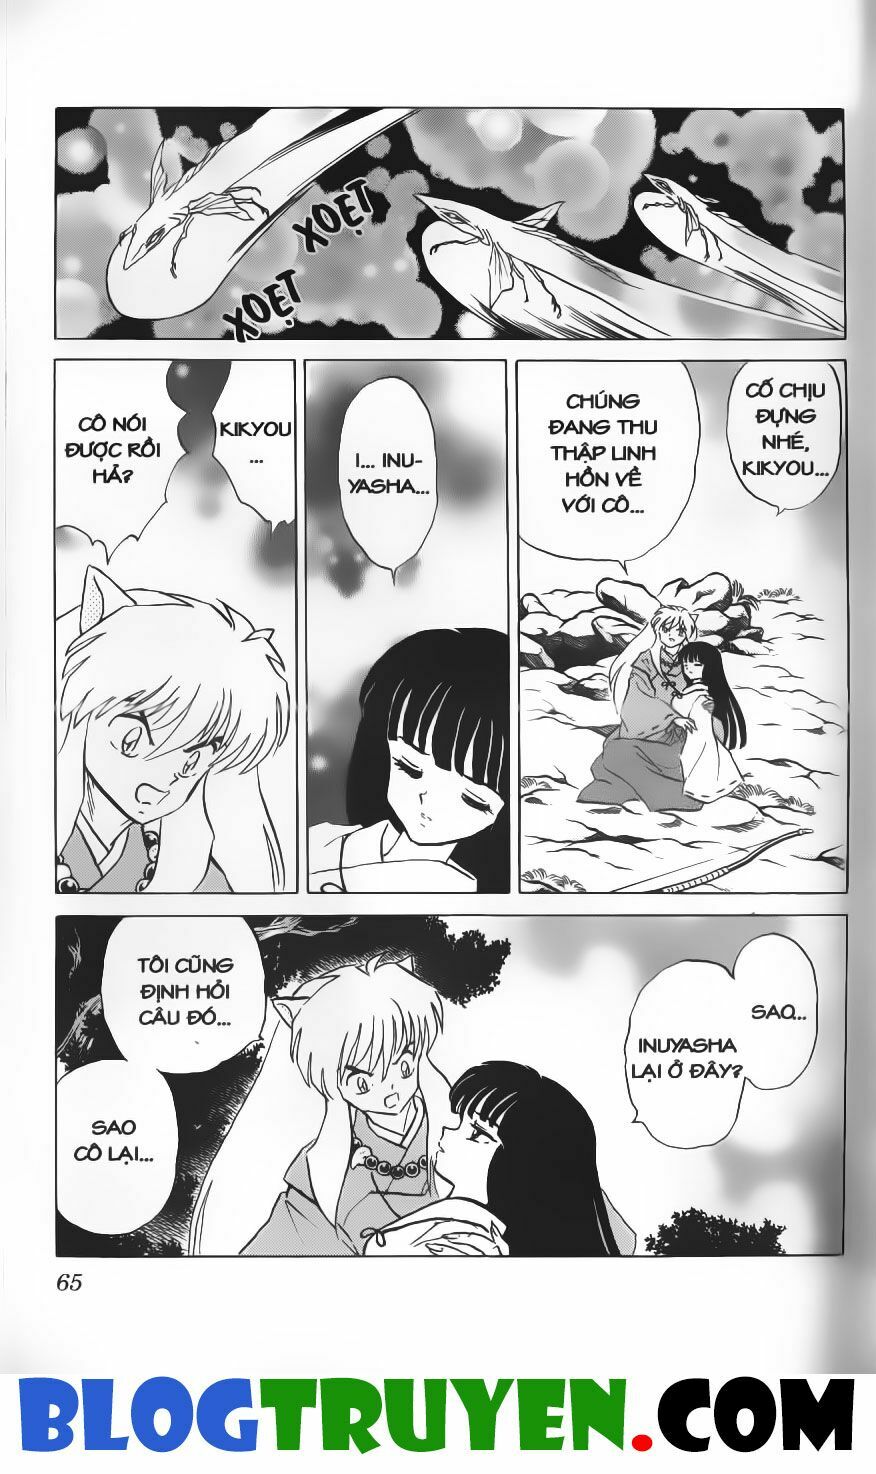 XOẸT
XOẸT
CỐ CHỊU
ĐỰNG
NHÉ,
KIKYOU...
CHÚNG
ĐANG THU
THẬP LINH
HỒN VỀ
VỚI CÔ...
I... INU-
YASHA...
KIKYOU
...
CÔ NÓI
ĐƯỢC RỒI
HẢ?
SAO...
INUYASHA
LẠI Ở ĐÂY?
TÔI CŨNG
ĐỊNH HỎI
CÂU ĐÓ...
SAO
CÔ LẠI...
65
BLOGTRUYEN.COM